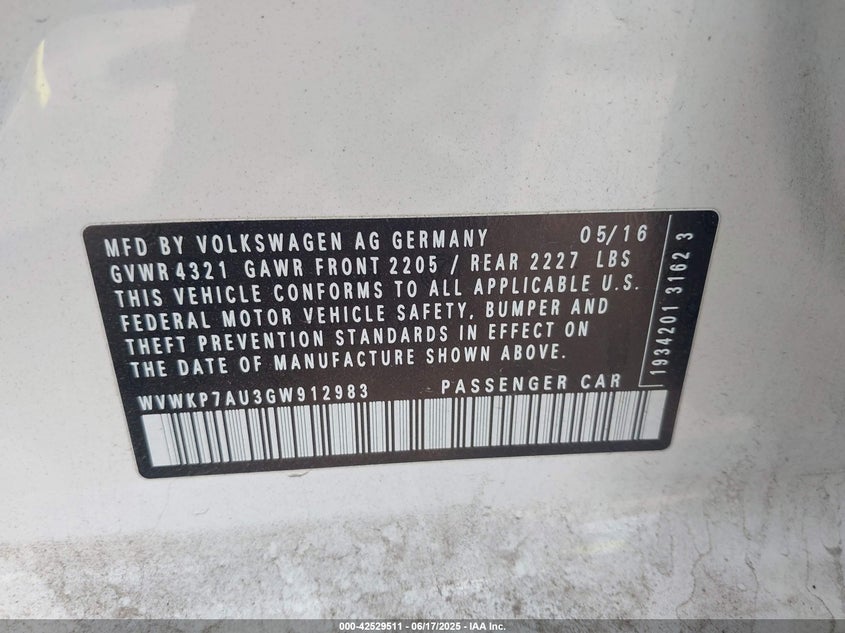 MFD BY VOLKSWAGEN AG GERMANY 05/16
GVWR 4321 GAWR FRONT 2205 / REAR 2227 LBS
THIS VEHICLE CONFORMS TO ALL APPLICABLE U.S.
FEDERAL MOTOR VEHICLE SAFETY, BUMPER AND
THEFT PREVENTION STANDARDS IN EFFECT ON
THE DATE OF MANUFACTURE SHOWN ABOVE.
WVWKP7AU3GW912983 PASSENGER CAR
1934201 3162 3
000-42529511 - 06/17/2025 - IAA Inc.